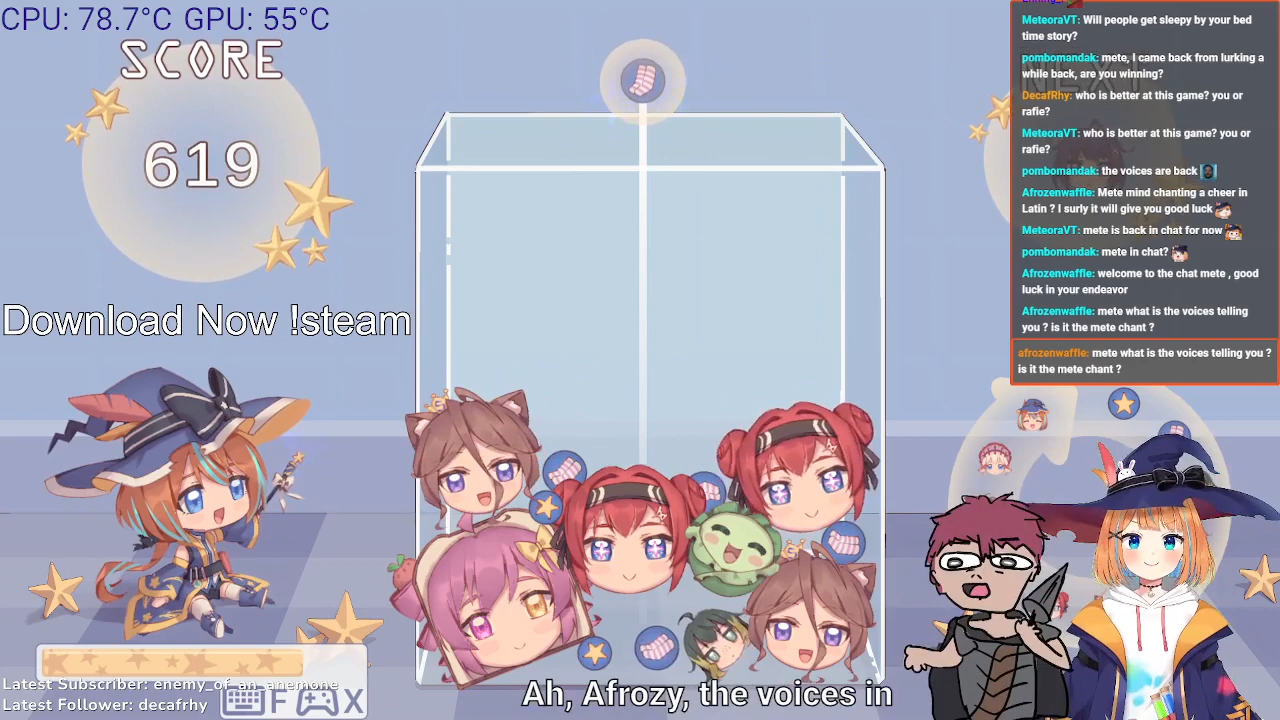 CPU: 78.7°C GPU: 55°C
SCORE
619
Download Now !steam
NEXT
MeteoraVT: Will people get sleepy by your bed
time story?
pombomandak: mete, I came back from lurking a
while back, are you winning?
DecafRhy: who is better at this game? you or
rafie?
MeteoraVT: who is better at this game? you or
rafie?
pombomandak: the voices are back
Afrozenwaffle: Mete mind chanting a cheer in
Latin ? I surly it will give you good luck
MeteoraVT: mete is back in chat for now
pombomandak: mete in chat?
Afrozenwaffle: welcome to the chat mete , good
luck in your endeavor
Afrozenwaffle: mete what is the voices telling
you ? is it the mete chant ?
afrozenwaffle: mete what is the voices telling you ?
is it the mete chant ?
Latest Subscriber: enemy_of_an_anemone
Latest Follower: decafrhy
F
X
Ah, Afrozy, the voices in